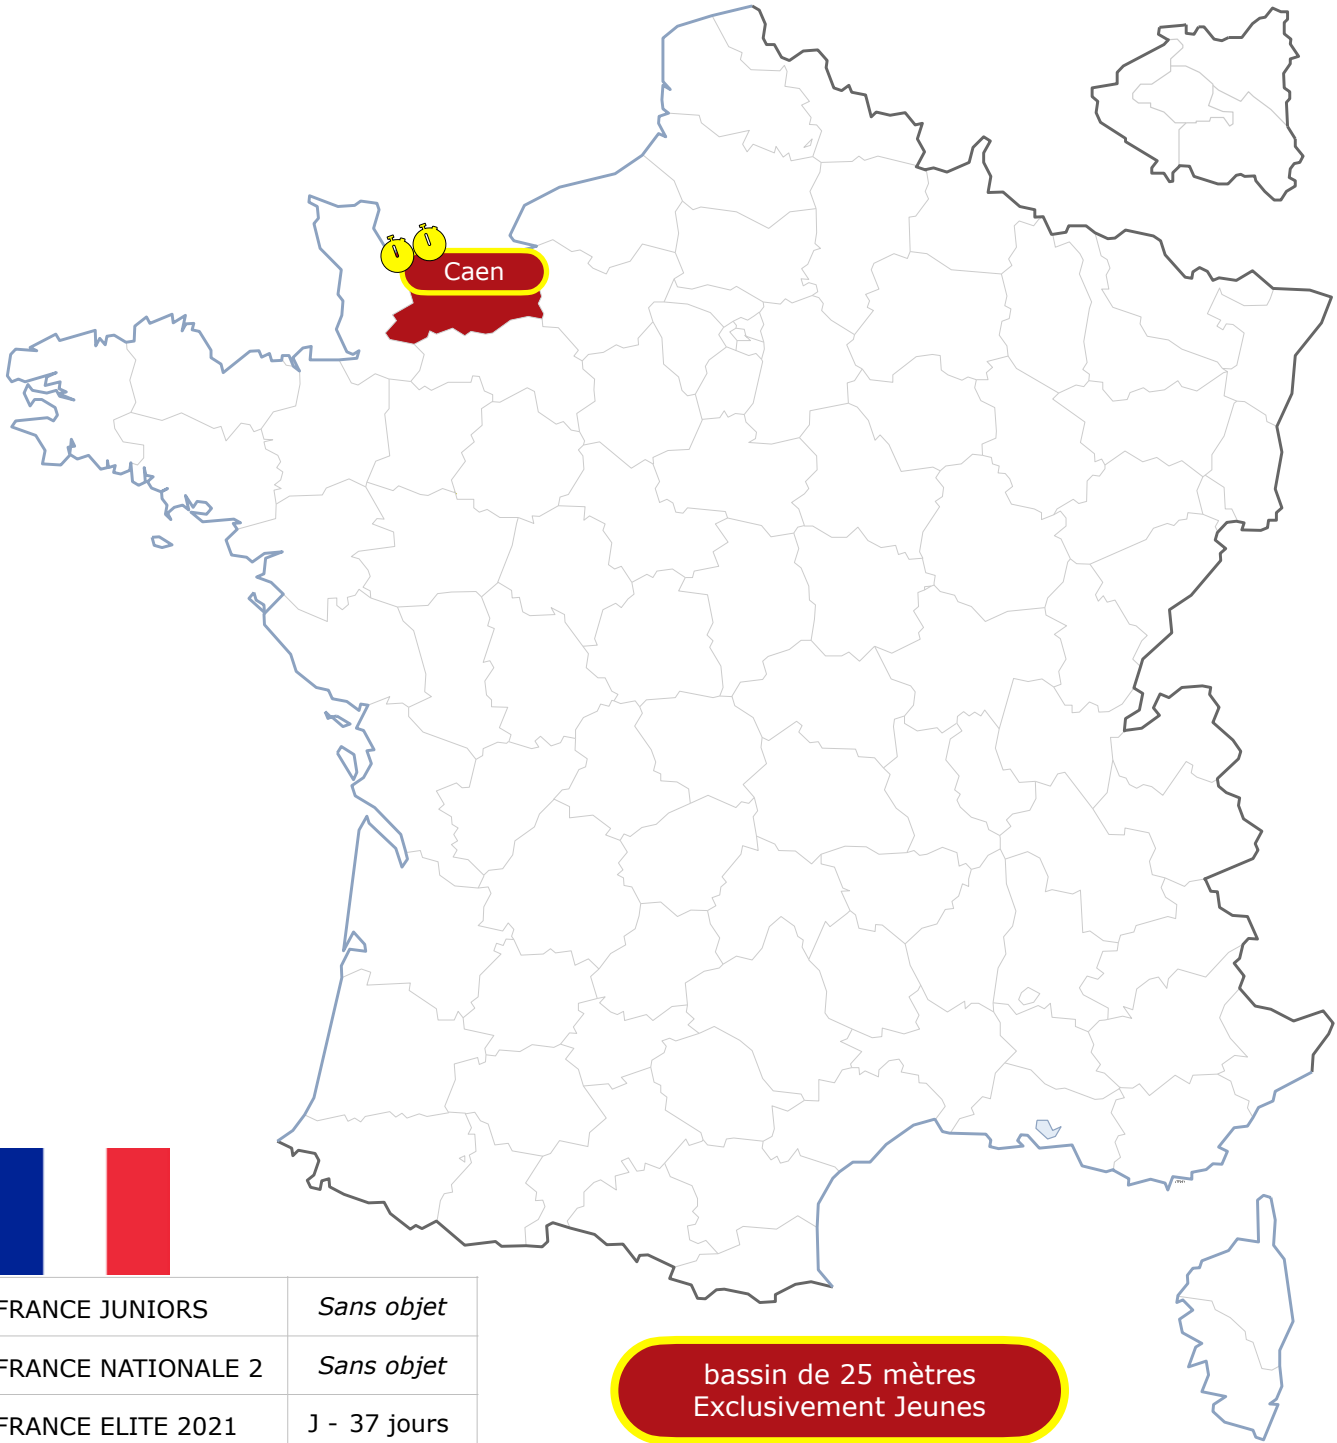 Caen
FRANCE JUNIORS Sans objet
FRANCE NATIONALE 2 Sans objet
FRANCE ELITE 2021 J - 37 jours
bassin de 25 mètres
Exclusivement Jeunes